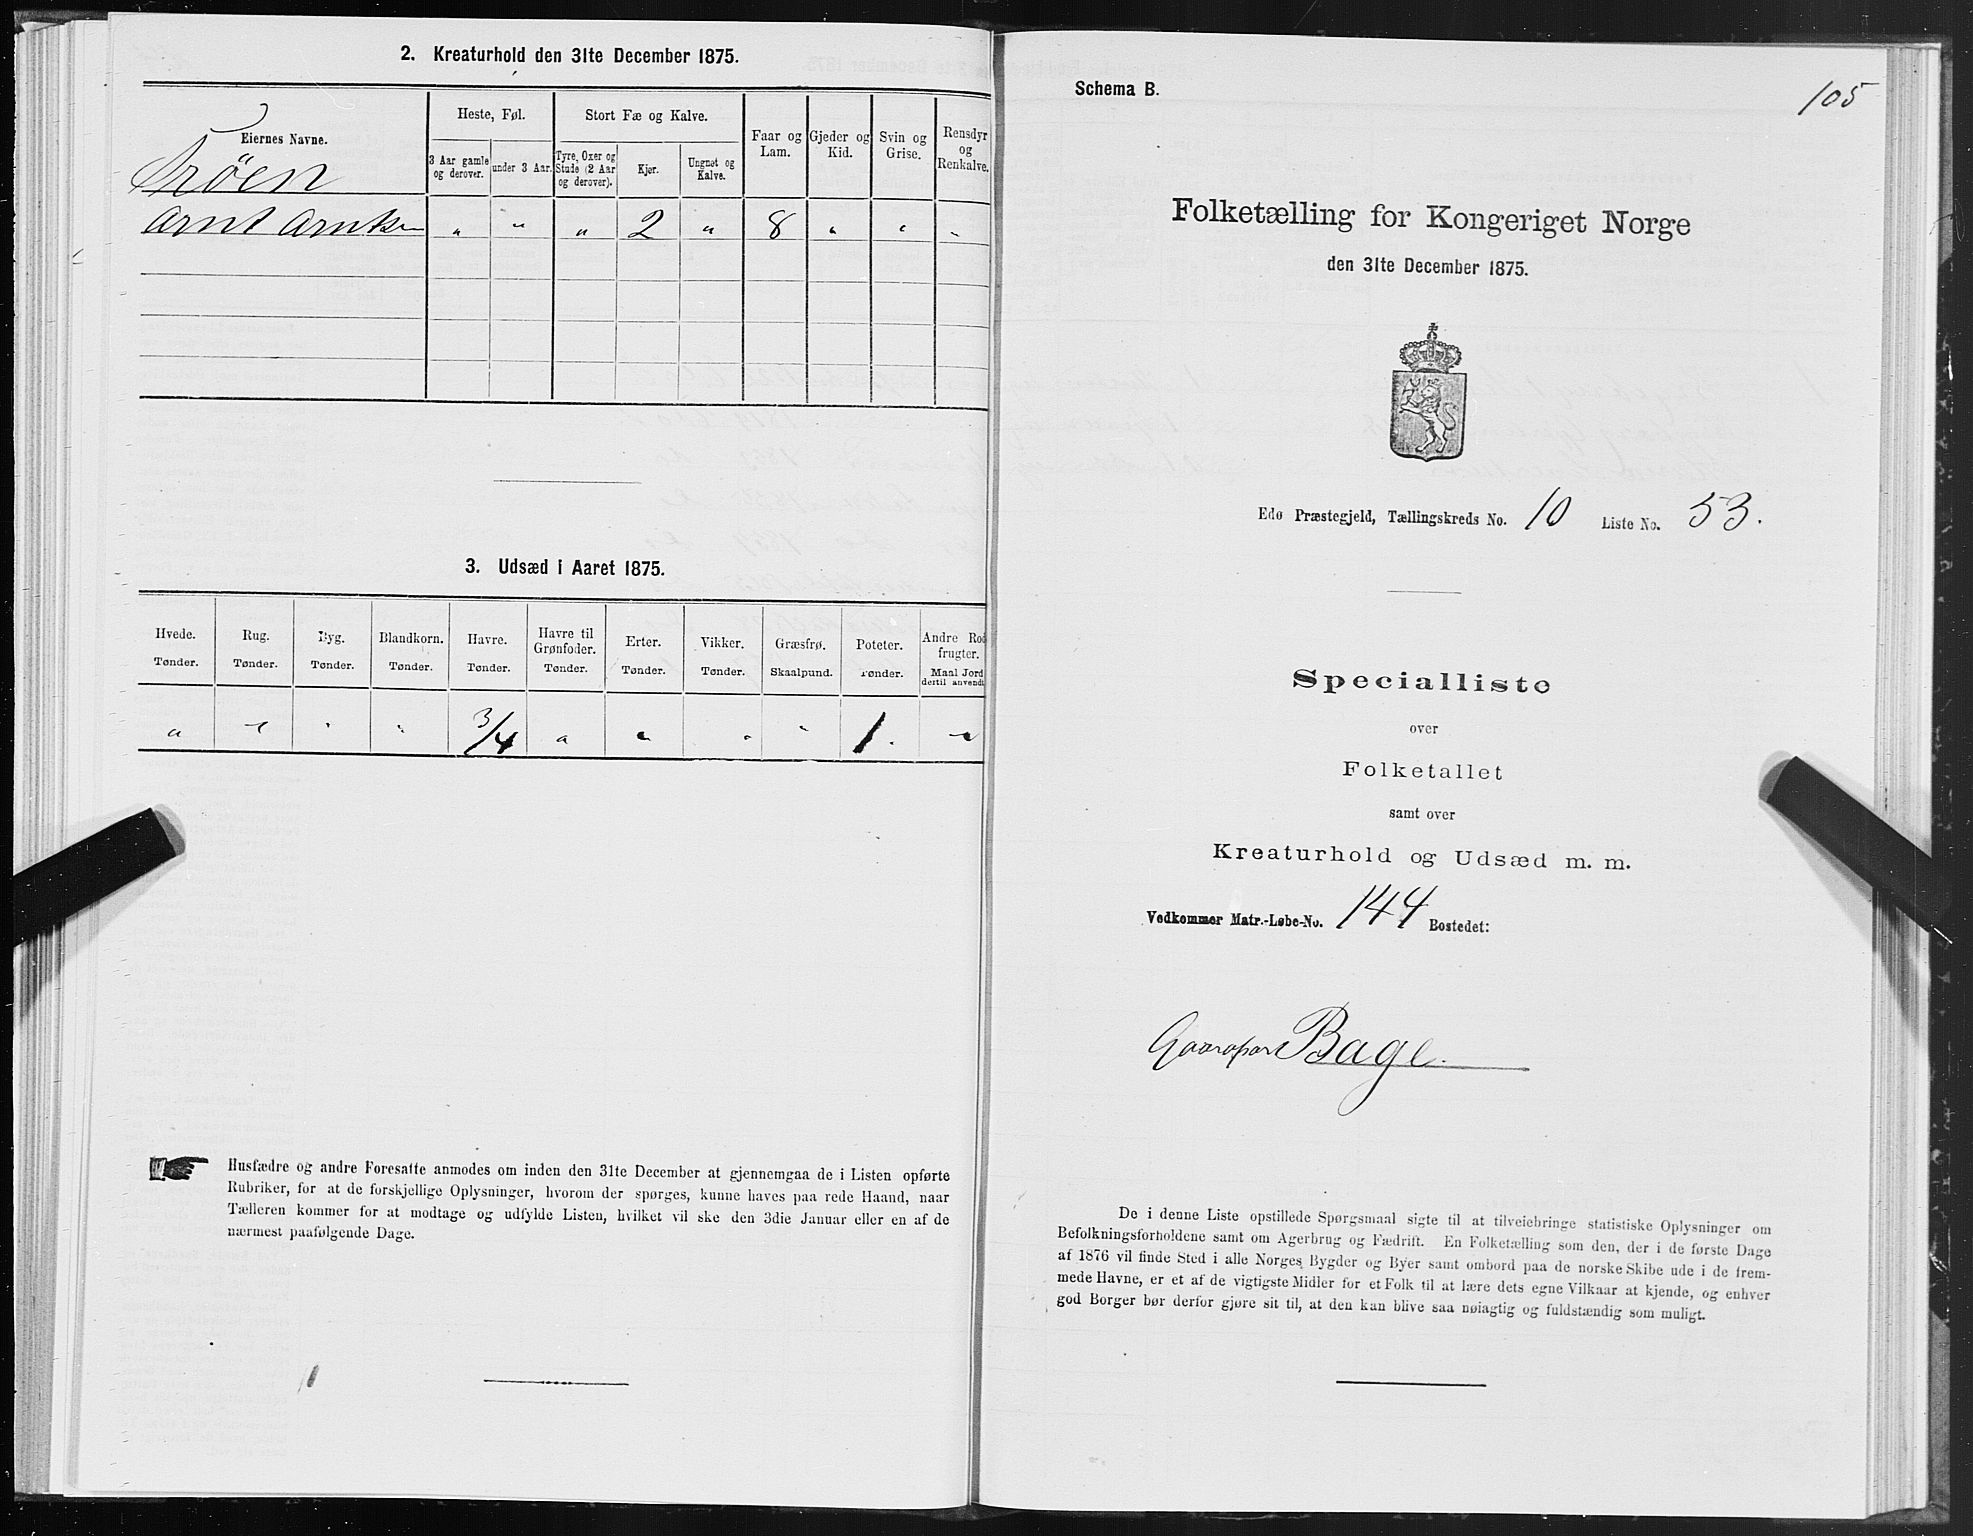 2. Kreaturhold den 31te December 1875.
Eiernes Navne.
Heste, Føl.
Stort Fæ og Kalve.
Faar og Lam.
Gjeder og Kid.
Svin og Grise.
Rensdyr og Renkalve.
3 Aar gamle og derover.
under 3 Aar.
Tyre, Oxer og Stude (2 Aar og derover).
Kjør.
Ungnøt og Kalve.
Trøen
Arnt Arntsen " " " 2 " 8 " " "
3. Udsæd i Aaret 1875.
Hvede. Rug. Byg. Blandkorn. Havre. Havre til Grønfoder. Erter. Vikker. Græsfrø. Poteter. Andre Rodfrugter.
Tønder. Tønder. Tønder. Tønder. Tønder. Tønder. Tønder. Tønder. Skaalpund. Tønder. Maal Jord dertil anvendt.
" " " " 3/4 " " " " 1. "
Husfædre og andre Foresatte anmodes om inden den 31te December at gjennemgaa de i Listen opførte
Rubriker, for at de forskjellige Oplysninger, hvorom der spørges, kunne haves paa rede Haand, naar
Tælleren kommer for at modtage og udfylde Listen, hvilket vil ske den 3die Januar eller en af de
nærmest paafølgende Dage.
Schema B.
105
Folketælling for Kongeriget Norge
den 31te December 1875.
Edø Præstegjeld, Tællingskreds No. 10 Liste No. 53.
Specialliste
over
Folketallet
samt over
Kreaturhold og Udsæd m. m.
Vedkommer Matr.-Løbe-No. 144 Bostedet:
Bage.
De i denne Liste opstillede Spørgsmaal sigte til at tilveiebringe statistiske Oplysninger om
Befolkningsforholdene samt om Agerbrug og Fædrift. En Folketælling som den, der i de første Dage
af 1876 vil finde Sted i alle Norges Bygder og Byer samt ombord paa de norske Skibe ude i de frem-
mede Havne, er et af de vigtigste Midler for et Folk til at lære dets egne Vilkaar at kjende, og enhver
god Borger bør derfor gjøre sit til, at den kan blive saa nøiagtig og fuldstændig som muligt.